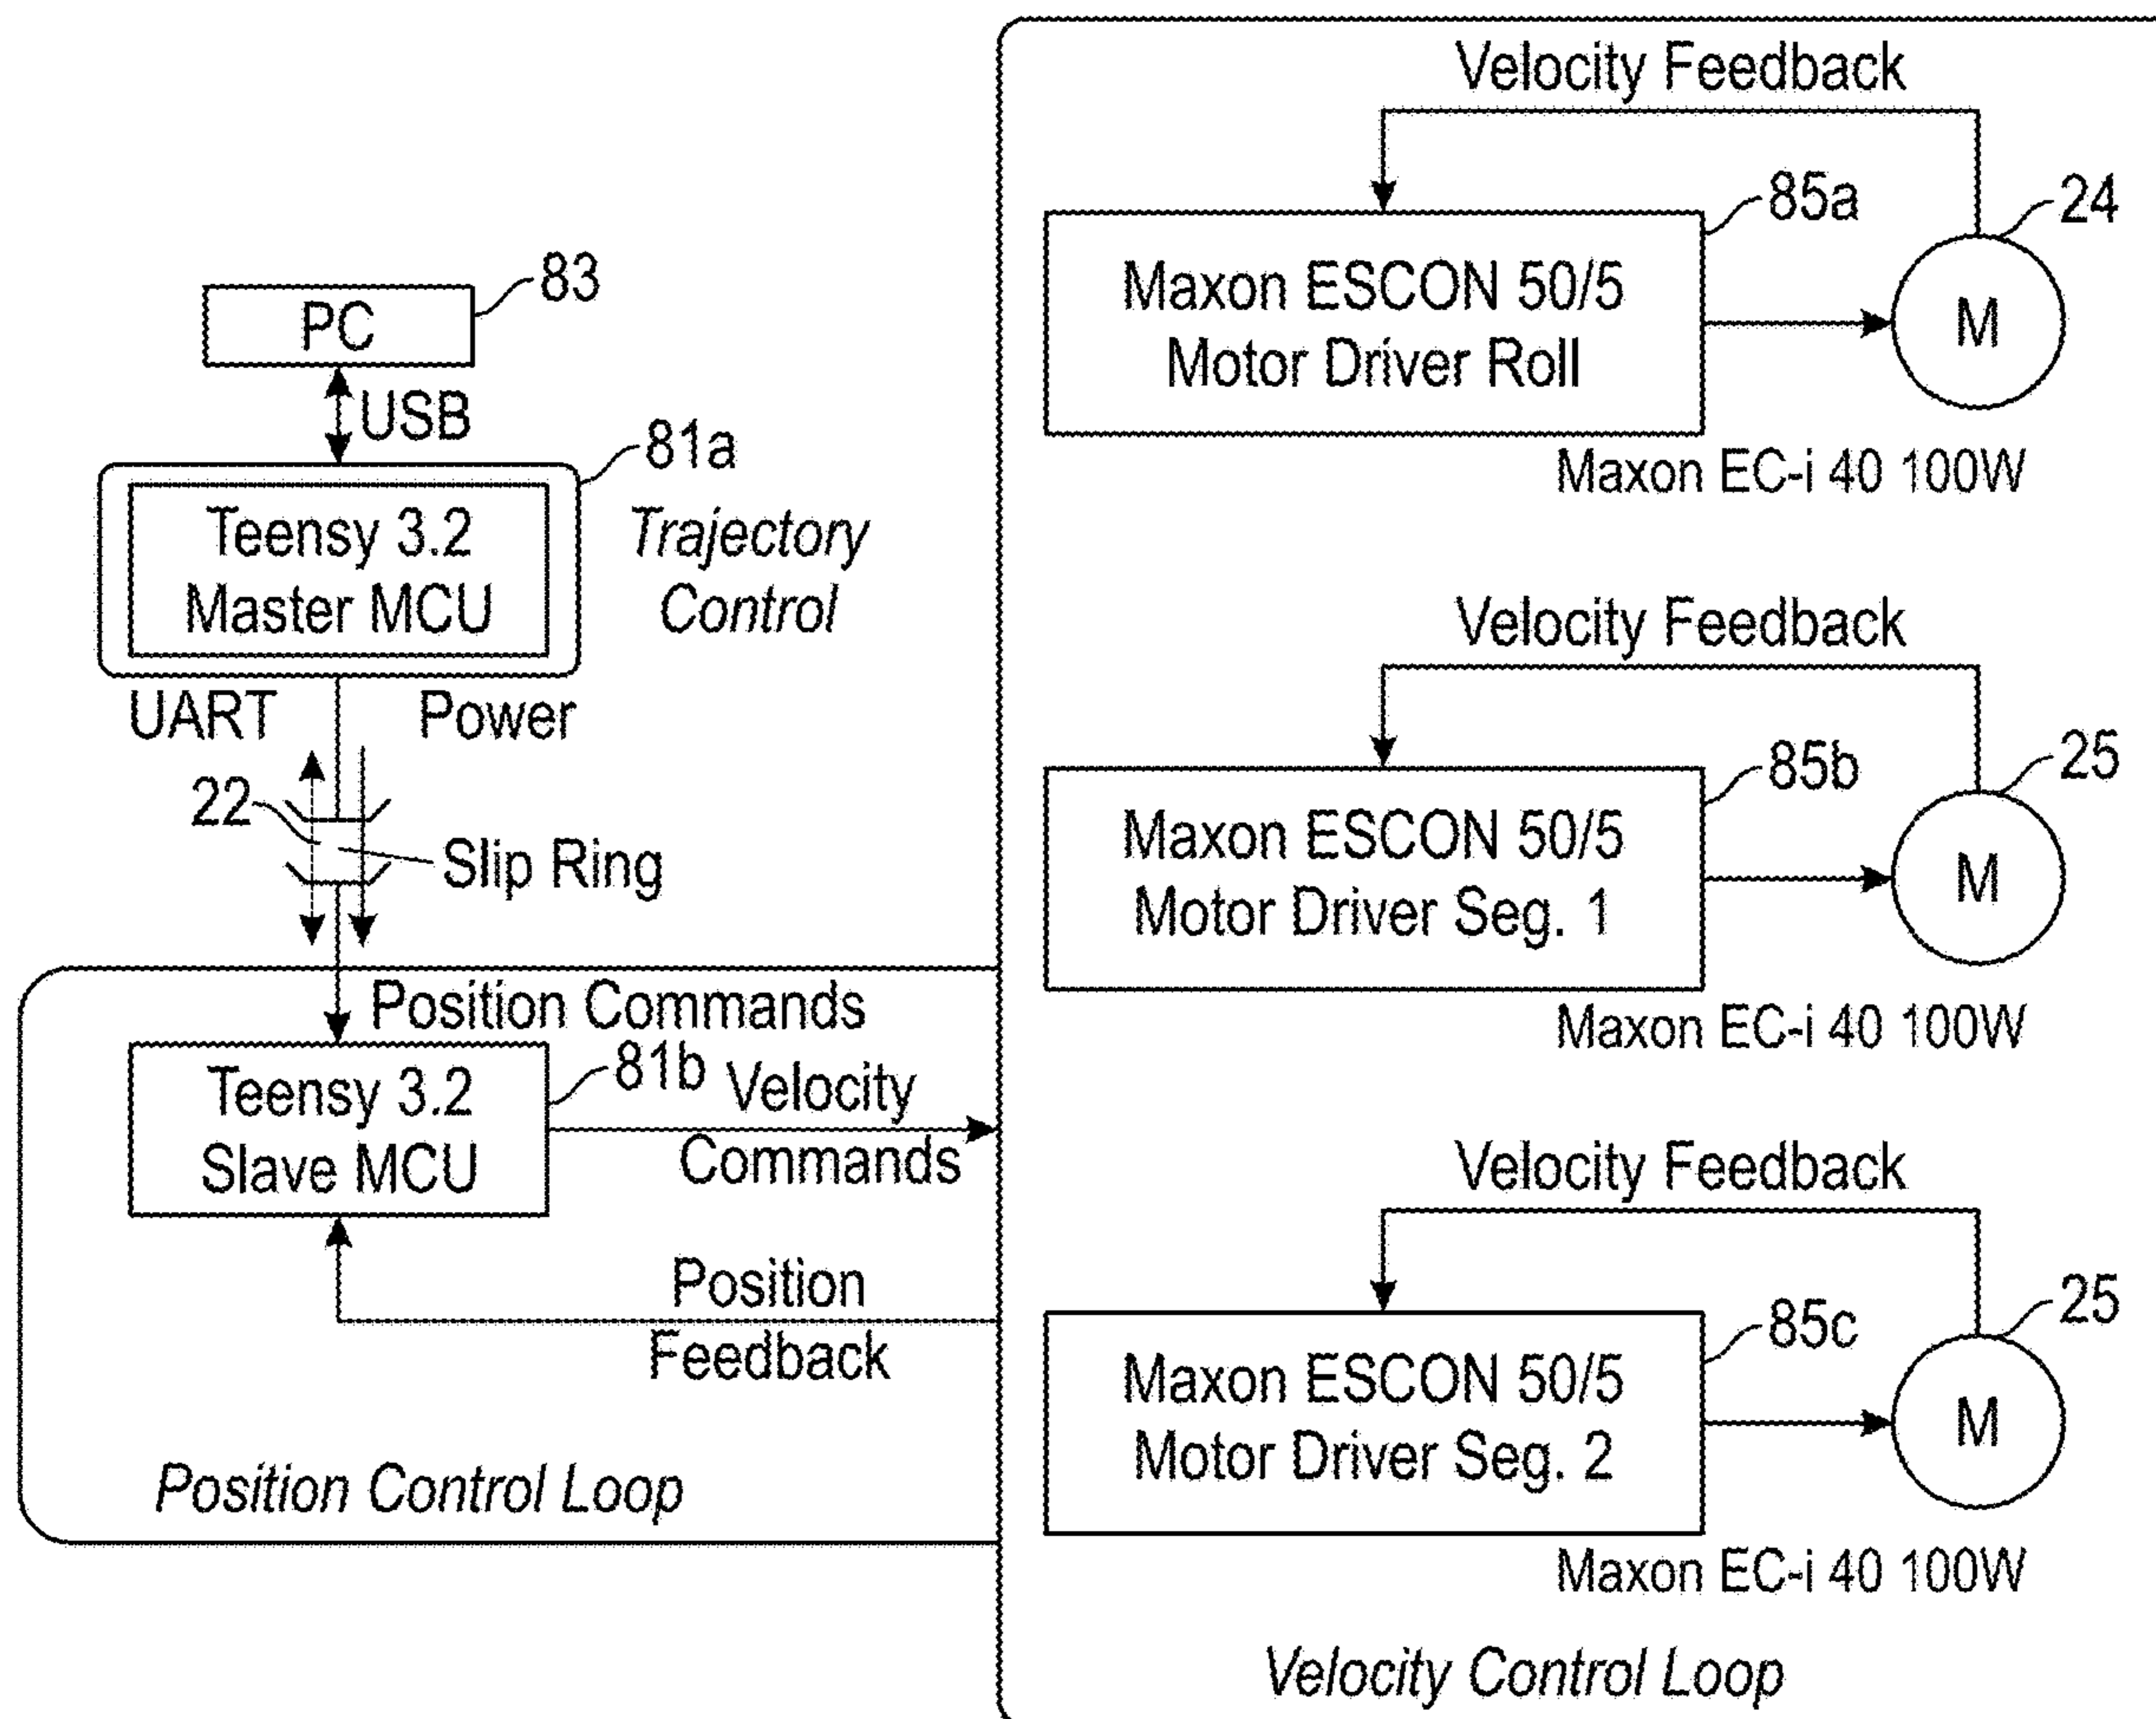 PC
83
USB
81a
Teensy 3.2
Master MCU
Trajectory
Control
UART
Power
22
Slip Ring
Position Commands
Teensy 3.2
Slave MCU
81b
Velocity
Commands
Position
Feedback
Position Control Loop
Velocity Feedback
85a
24
Maxon ESCON 50/5
Motor Driver Roll
M
Maxon EC-i 40 100W
Velocity Feedback
85b
25
Maxon ESCON 50/5
Motor Driver Seg. 1
M
Maxon EC-i 40 100W
Velocity Feedback
85c
25
Maxon ESCON 50/5
Motor Driver Seg. 2
M
Maxon EC-i 40 100W
Velocity Control Loop